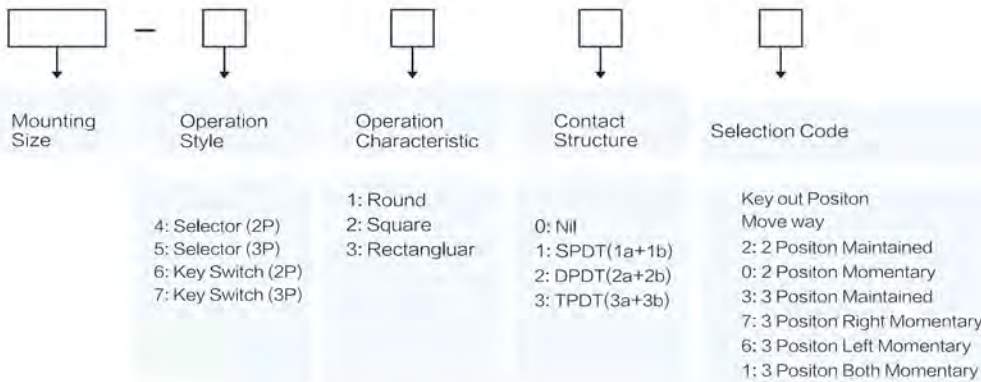 Mounting
Size
Operation
Style
Operation
Characteristic
Contact
Structure
Selection Code
4: Selector (2P)
5: Selector (3P)
6: Key Switch (2P)
7: Key Switch (3P)
1: Round
2: Square
3: Rectangluar
0: Nil
1: SPDT(1a+1b)
2: DPDT(2a+2b)
3: TPDT(3a+3b)
Key out Positon
Move way
2: 2 Positon Maintained
0: 2 Positon Momentary
3: 3 Positon Maintained
7: 3 Positon Right Momentary
6: 3 Positon Left Momentary
1: 3 Positon Both Momentary